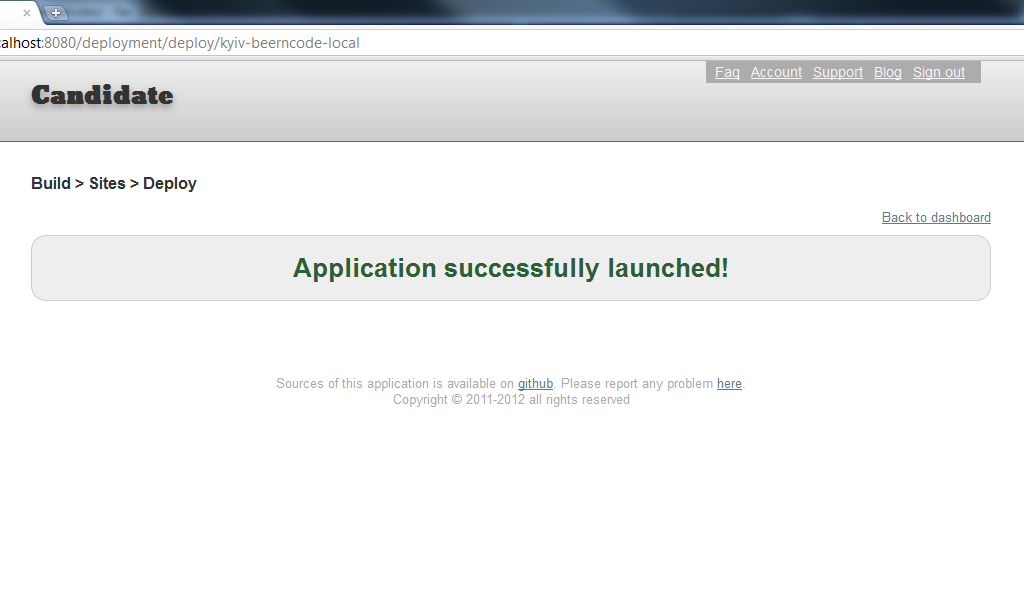 alhost:8080/deployment/deploy/kyiv-beerncode-local
Faq Account Support Blog Sign out
Candidate
Build > Sites > Deploy
Back to dashboard
Application successfully launched!
Sources of this application is available on github. Please report any problem here.
Copyright © 2011-2012 all rights reserved